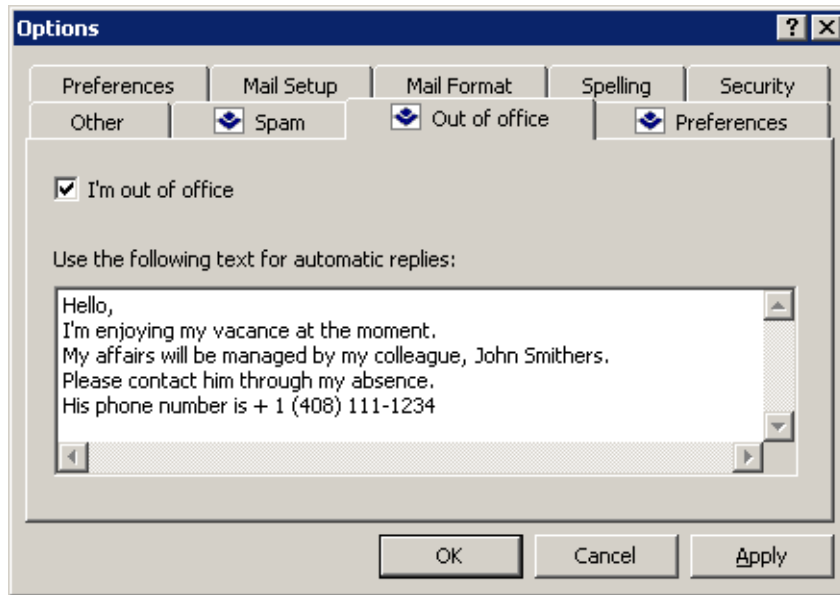 Options
Preferences Mail Setup Mail Format Spelling Security
Other Spam Out of office Preferences
I'm out of office
Use the following text for automatic replies:
Hello,
I'm enjoying my vacance at the moment.
My affairs will be managed by my colleague, John Smithers.
Please contact him through my absence.
His phone number is + 1 (408) 111-1234
OK Cancel Apply